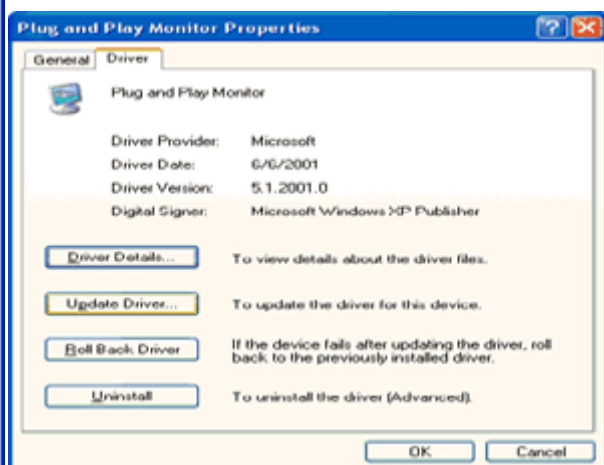 Plug and Play Monitor Properties
General Driver
Plug and Play Monitor
Driver Provider: Microsoft
Driver Date: 6/6/2001
Driver Version: 5.1.2001.0
Digital Signer: Microsoft Windows XP Publisher
Driver Details... To view details about the driver files.
Update Driver... To update the driver for this device.
Roll Back Driver If the device fails after updating the driver, roll
back to the previously installed driver.
Uninstall To uninstall the driver (Advanced).
OK Cancel